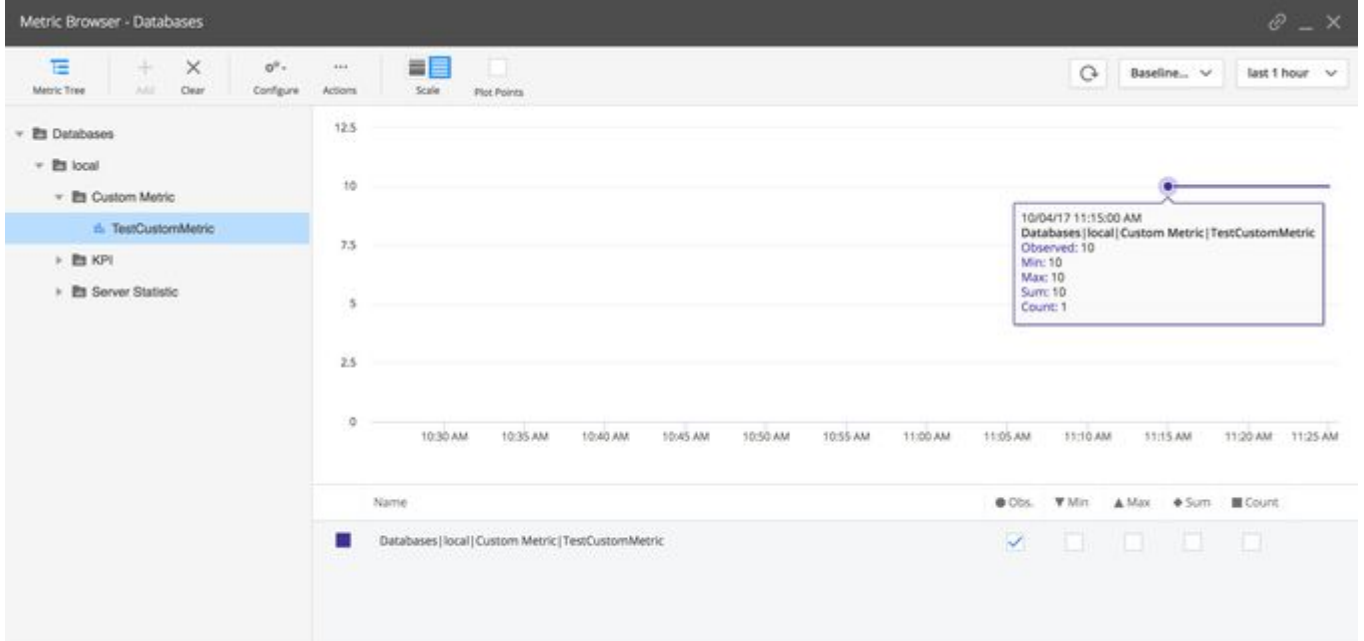 Metric Browser - Databases
Metric Tree
Add
Clear
Configure
Actions
Scale
Plot Points
Baseline...
last 1 hour
Databases
local
Custom Metric
TestCustomMetric
KPI
Server Statistic
12.5
10
7.5
5
2.5
0
10/04/17 11:15:00 AM
Databases|local|Custom Metric|TestCustomMetric
Observed: 10
Min: 10
Max: 10
Sum: 10
Count: 1
10:30 AM 10:35 AM 10:40 AM 10:45 AM 10:50 AM 10:55 AM 11:00 AM 11:05 AM 11:10 AM 11:15 AM 11:20 AM 11:25 AM
Name Obs. Min Max Sum Count
Databases|local|Custom Metric|TestCustomMetric